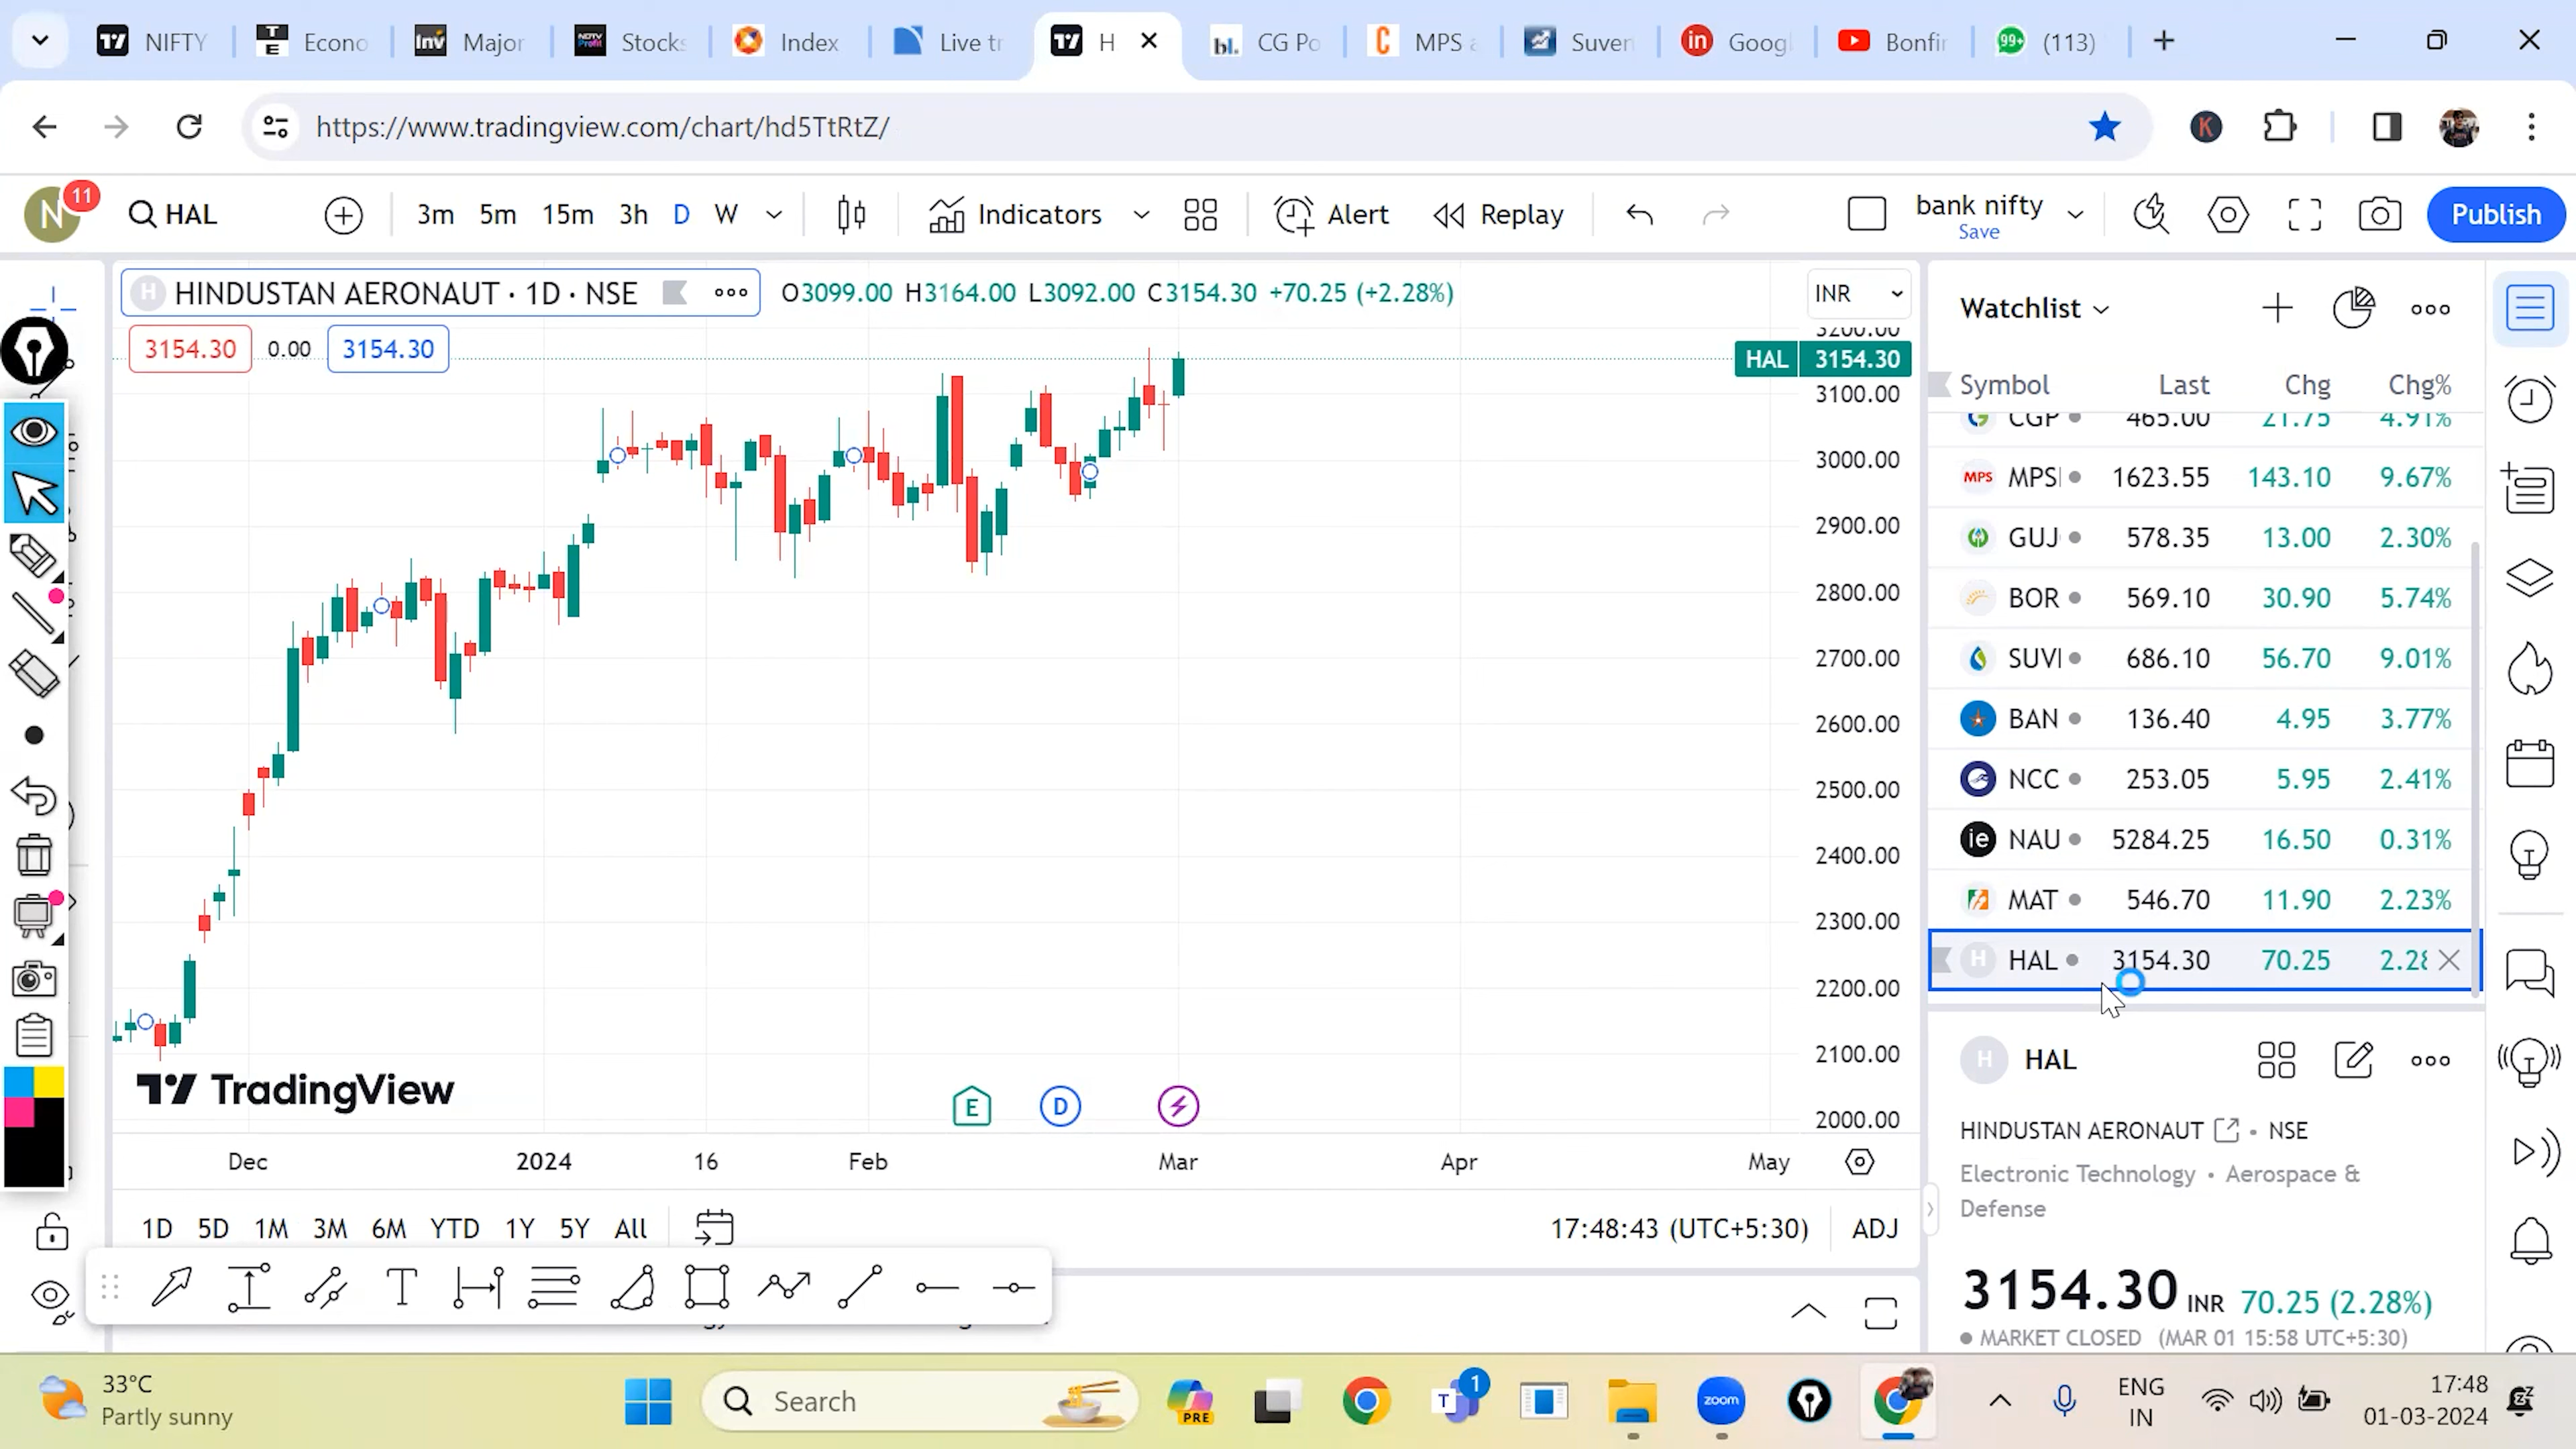 NIFTY
Econo
Major
Stocks
Index
Live tr
H
CG Po
MPS a
Suven
Googl
Bonfir
(113)
https://www.tradingview.com/chart/hd5TtRtZ/
N 11 HAL 3m 5m 15m 3h D W Indicators Alert Replay bank nifty Publish
Save
HINDUSTAN AERONAUT · 1D · NSE O3099.00 H3164.00 L3092.00 C3154.30 +70.25 (+2.28%) INR
3154.30 0.00 3154.30
3200.00
HAL 3154.30
3100.00
3000.00
2900.00
2800.00
2700.00
2600.00
2500.00
2400.00
2300.00
2200.00
2100.00
2000.00
TradingView
E D
Dec 2024 16 Feb Mar Apr May
1D 5D 1M 3M 6M YTD 1Y 5Y All 17:48:43 (UTC+5:30) ADJ
Watchlist
Symbol Last Chg Chg%
CGP 465.00 21.75 4.91%
MPS MPSI 1623.55 143.10 9.67%
GUJ 578.35 13.00 2.30%
BOR 569.10 30.90 5.74%
SUVI 686.10 56.70 9.01%
BAN 136.40 4.95 3.77%
NCC 253.05 5.95 2.41%
ie NAU 5284.25 16.50 0.31%
MAT 546.70 11.90 2.23%
H HAL 3154.30 70.25 2.28
H HAL
HINDUSTAN AERONAUT · NSE
Electronic Technology · Aerospace &
Defense
3154.30 INR 70.25 (2.28%)
MARKET CLOSED (MAR 01 15:58 UTC+5:30)
33°C
Partly sunny
Search
PRE
1
zoom
ENG
IN
17:48
01-03-2024